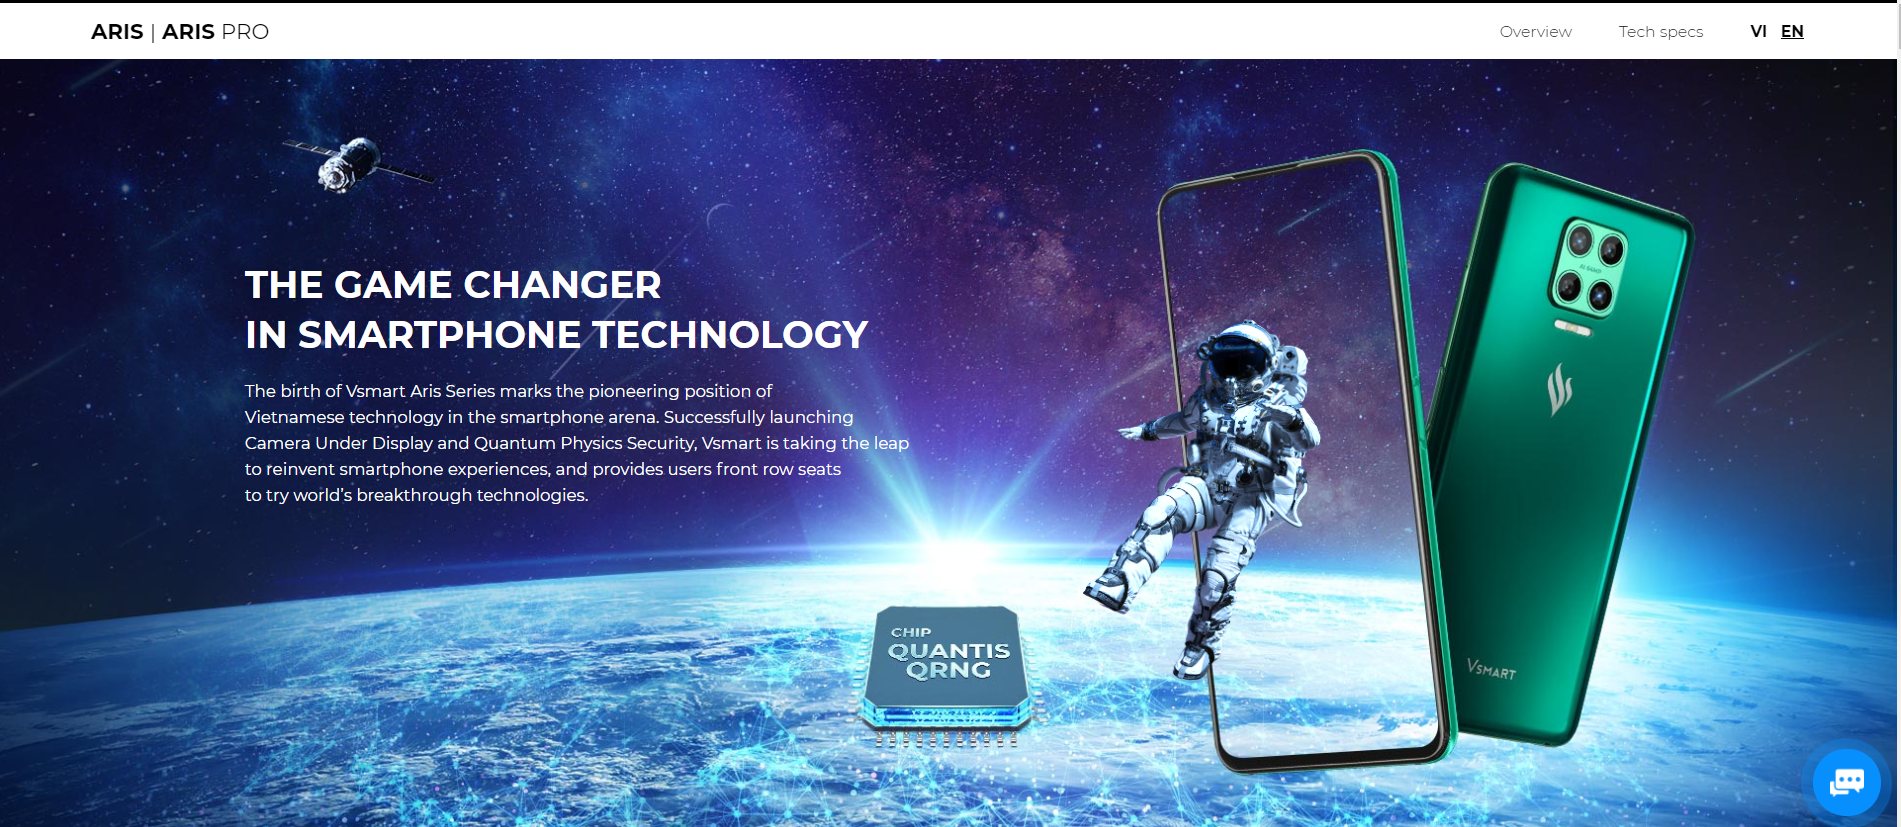 ARIS | ARIS PRO
Overview
Tech specs
VI EN
THE GAME CHANGER
IN SMARTPHONE TECHNOLOGY
The birth of Vsmart Aris Series marks the pioneering position of
Vietnamese technology in the smartphone arena. Successfully launching
Camera Under Display and Quantum Physics Security, Vsmart is taking the leap
to reinvent smartphone experiences, and provides users front row seats
to try world's breakthrough technologies.
CHIP
QUANTIS
QRNG
VSMART